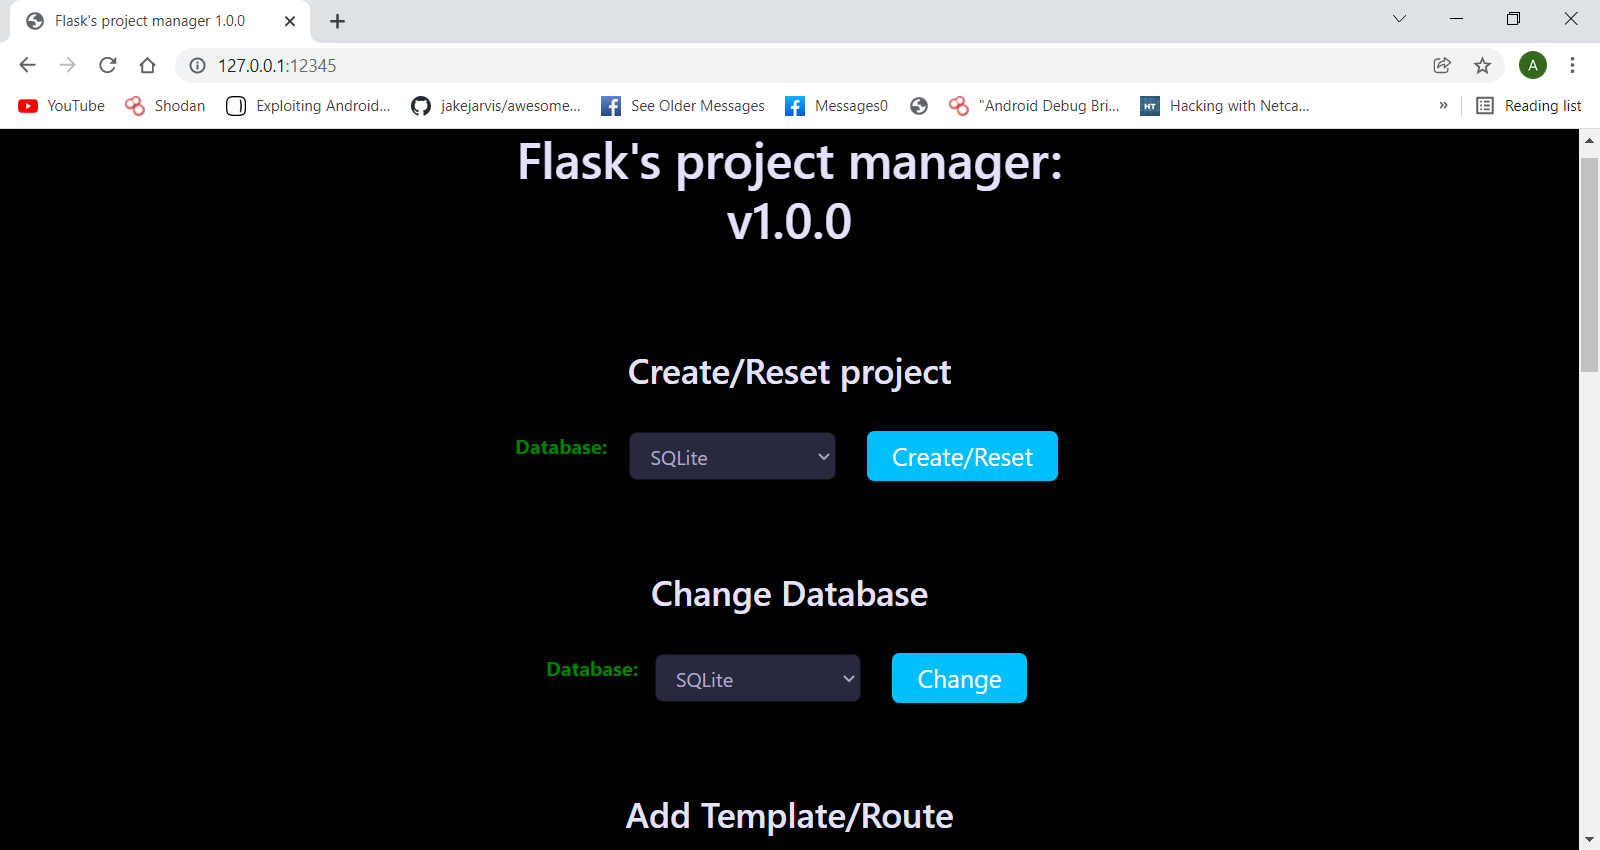 Flask's project manager 1.0.0
127.0.0.1:12345
A
YouTube
Shodan
Exploiting Android...
jakejarvis/awesome...
See Older Messages
Messages0
"Android Debug Bri...
HT
Hacking with Netca...
»
Reading list
Flask's project manager:
v1.0.0
Create/Reset project
Database:
SQLite
Create/Reset
Change Database
Database:
SQLite
Change
Add Template/Route